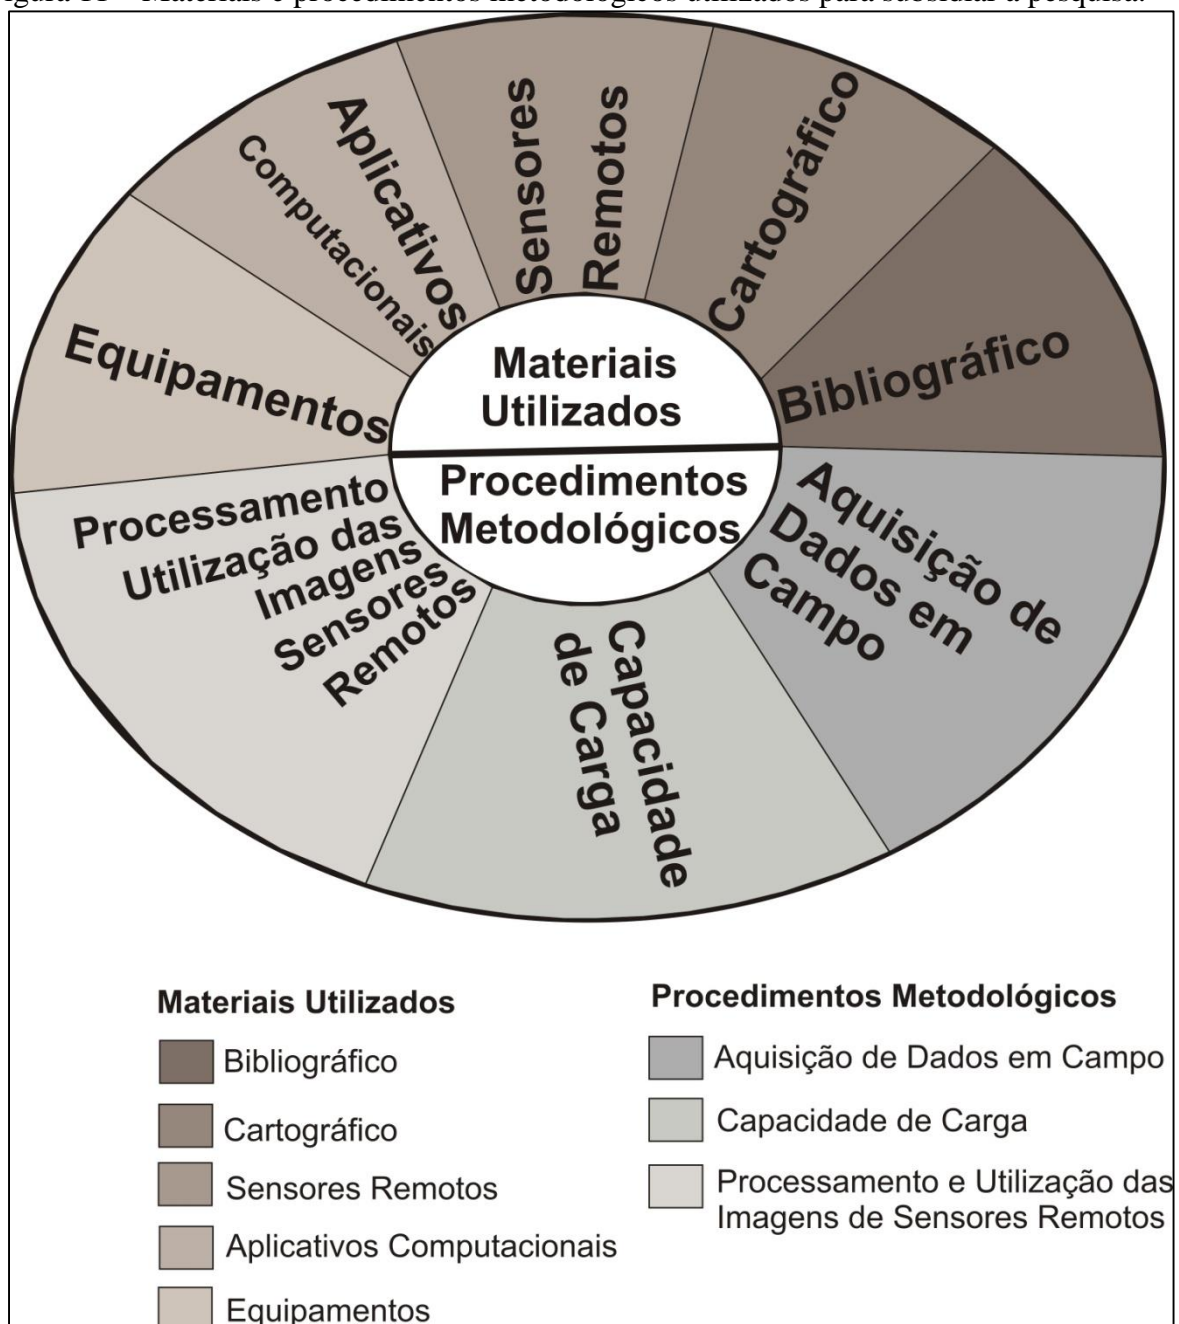 igura 11 – Materiais e procedimentos metodológicos utilizados para subsidiar a pesquisa.
Aplicativos
Computacionais
Sensores
Remotos
Cartográfico
Bibliográfico
Equipamentos
Materiais
Utilizados
Procedimentos
Metodológicos
Processamento
Utilização das
Imagens
Sensores
Remotos
Capacidade
de Carga
Aquisição de
Dados em
Campo
Materiais Utilizados
Bibliográfico
Cartográfico
Sensores Remotos
Aplicativos Computacionais
Equipamentos
Procedimentos Metodológicos
Aquisição de Dados em Campo
Capacidade de Carga
Processamento e Utilização das
Imagens de Sensores Remotos